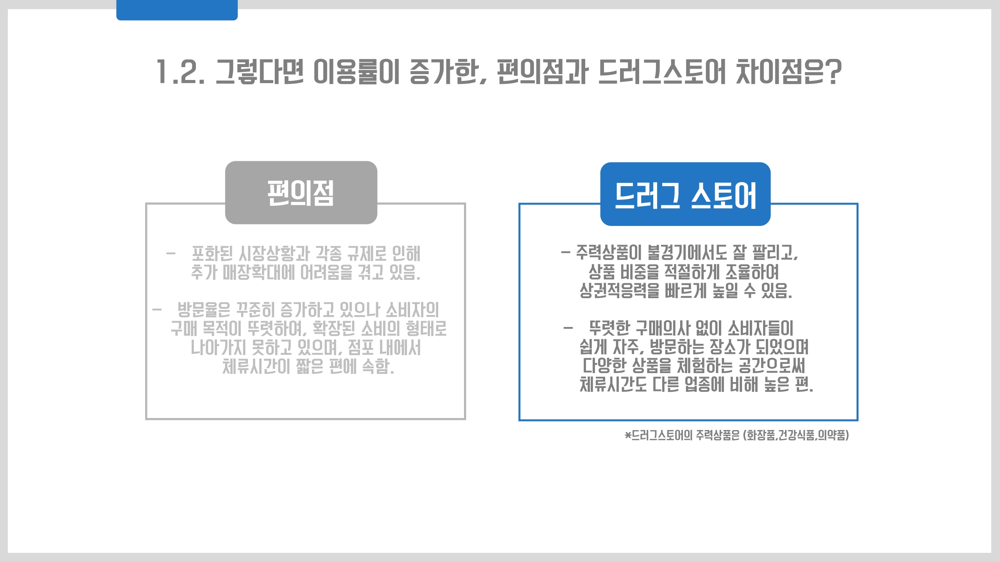 1.2. 그렇다면 이용률이 증가한, 편의점과 드러그스토어 차이점은?
편의점
- 포화된 시장상황과 각종 규제로 인해
추가 매장확대에 어려움을 겪고 있음.
- 방문율은 꾸준히 증가하고 있으나 소비자의
구매 목적이 뚜렷하여, 확장된 소비의 형태로
나아가지 못하고 있으며, 점포 내에서
체류시간이 짧은 편에 속함.
드러그 스토어
- 주력상품이 불경기에서도 잘 팔리고,
상품 비중을 적절하게 조율하여
상권적응력을 빠르게 높일 수 있음.
- 뚜렷한 구매의사 없이 소비자들이
쉽게 자주, 방문하는 장소가 되었으며
다양한 상품을 체험하는 공간으로써
체류시간도 다른 업종에 비해 높은 편.
*드러그스토어의 주력상품은 (화장품,건강식품,의약품)